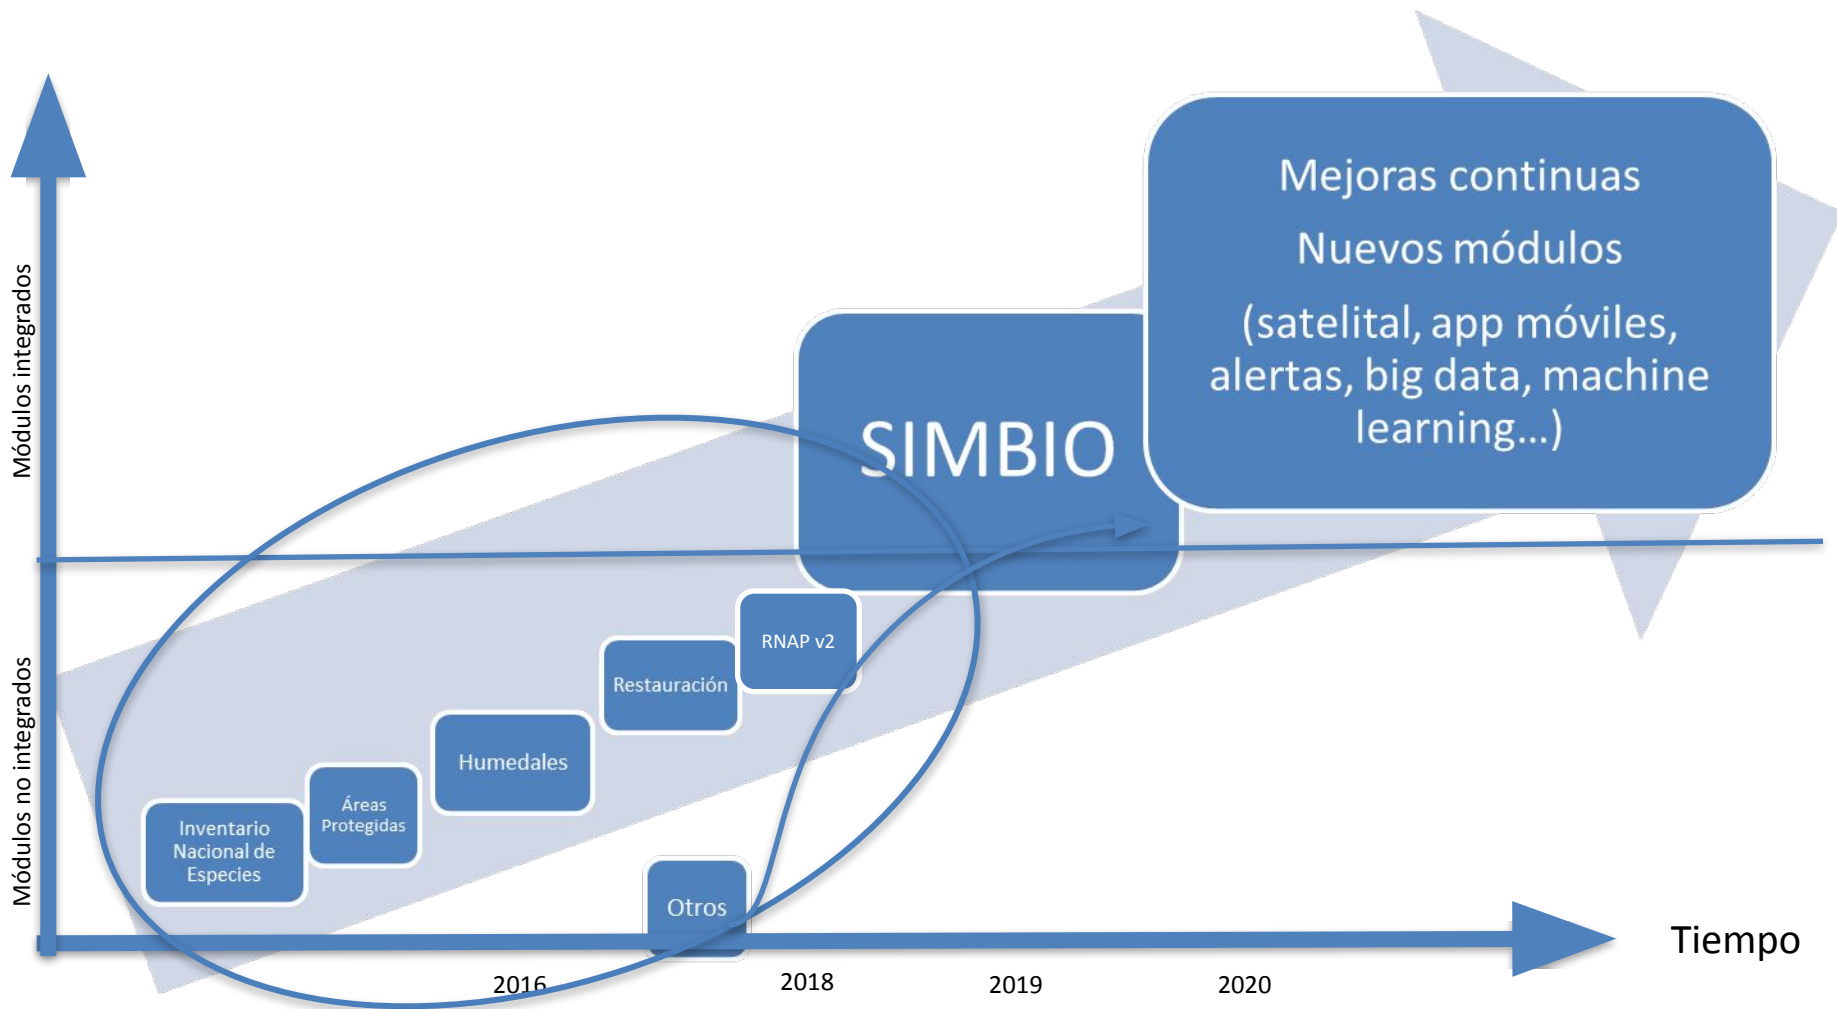 Módulos integrados
Módulos no integrados
Mejoras continuas
Nuevos módulos
(satelital, app móviles,
alertas, big data, machine
learning...)
SIMBIO
RNAP v2
Restauración
Humedales
Áreas
Protegidas
Inventario
Nacional de
Especies
Otros
Tiempo
2016
2018
2019
2020